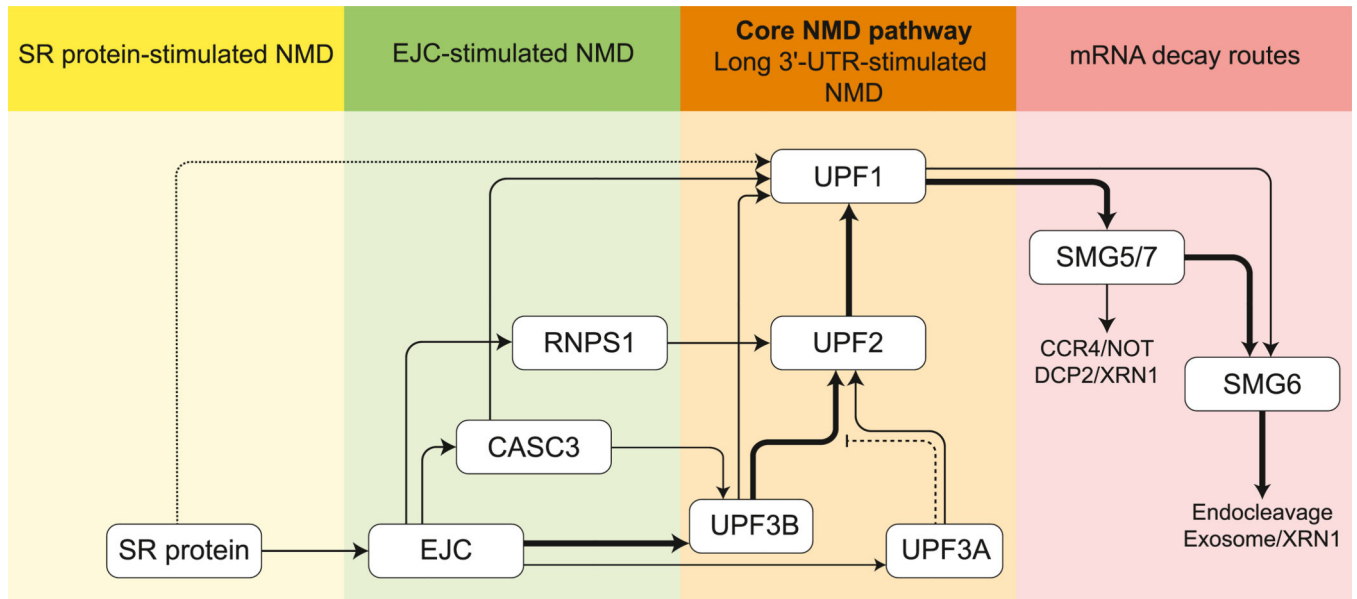 SR protein-stimulated NMD
EJC-stimulated NMD
Core NMD pathway
Long 3'-UTR-stimulated
NMD
mRNA decay routes
UPF1
SMG5/7
RNPS1
UPF2
CCR4/NOT
DCP2/XRN1
SMG6
CASC3
UPF3B
Endocleavage
Exosome/XRN1
SR protein
EJC
UPF3A